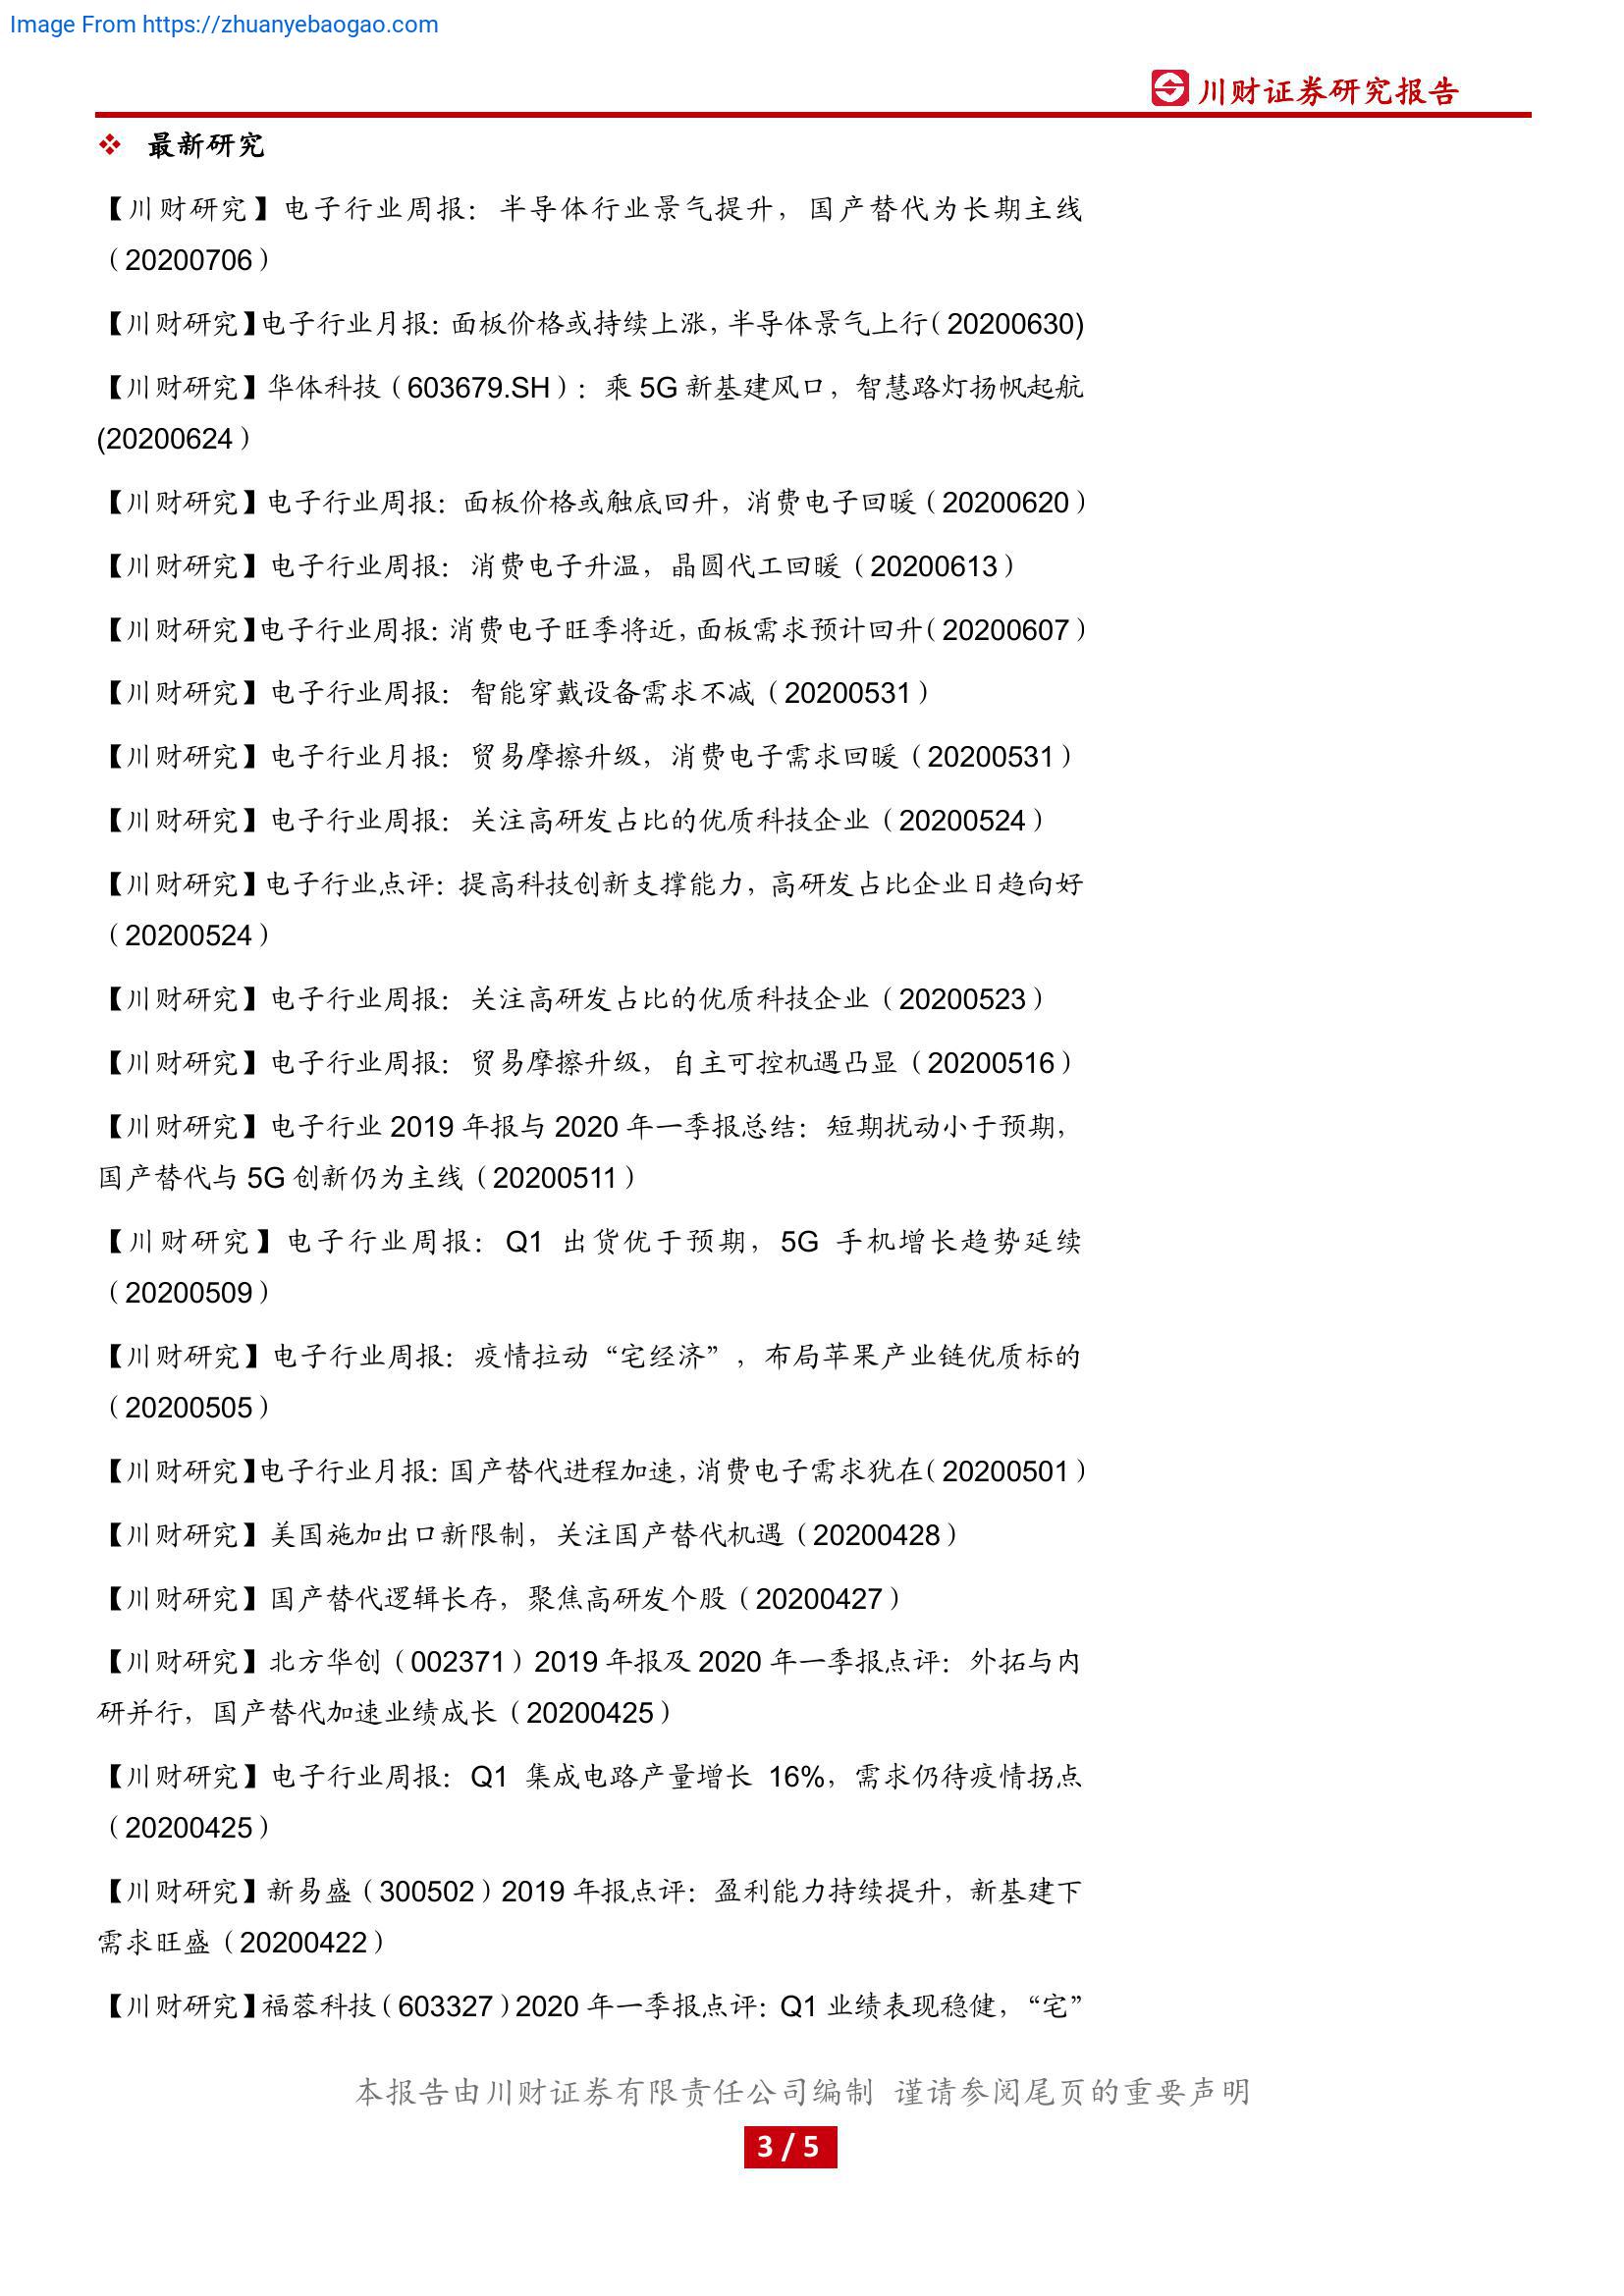 Image From https://zhuanyebaogao.com
川财证券研究报告
最新研究
【川财研究】电子行业周报：半导体行业景气提升，国产替代为长期主线
（20200706）
【川财研究】电子行业月报：面板价格或持续上涨，半导体景气上行（20200630)
【川财研究】华体科技（603679.SH）：乘 5G 新基建风口，智慧路灯扬帆起航
(20200624）
【川财研究】电子行业周报：面板价格或触底回升，消费电子回暖（20200620）
【川财研究】电子行业周报：消费电子升温，晶圆代工回暖（20200613）
【川财研究】电子行业周报：消费电子旺季将近，面板需求预计回升（20200607）
【川财研究】电子行业周报：智能穿戴设备需求不减（20200531）
【川财研究】电子行业月报：贸易摩擦升级，消费电子需求回暖（20200531）
【川财研究】电子行业周报：关注高研发占比的优质科技企业（20200524）
【川财研究】电子行业点评：提高科技创新支撑能力，高研发占比企业日趋向好
（20200524）
【川财研究】电子行业周报：关注高研发占比的优质科技企业（20200523）
【川财研究】电子行业周报：贸易摩擦升级，自主可控机遇凸显（20200516）
【川财研究】电子行业 2019 年报与 2020 年一季报总结：短期扰动小于预期，
国产替代与 5G 创新仍为主线（20200511）
【川财研究】电子行业周报：Q1 出货优于预期，5G 手机增长趋势延续
（20200509）
【川财研究】电子行业周报：疫情拉动“宅经济”，布局苹果产业链优质标的
（20200505）
【川财研究】电子行业月报：国产替代进程加速，消费电子需求犹在（20200501）
【川财研究】美国施加出口新限制，关注国产替代机遇（20200428）
【川财研究】国产替代逻辑长存，聚焦高研发个股（20200427）
【川财研究】北方华创（002371）2019 年报及 2020 年一季报点评：外拓与内
研并行，国产替代加速业绩成长（20200425）
【川财研究】电子行业周报：Q1 集成电路产量增长 16%，需求仍待疫情拐点
（20200425）
【川财研究】新易盛（300502）2019 年报点评：盈利能力持续提升，新基建下
需求旺盛（20200422）
【川财研究】福蓉科技（603327）2020 年一季报点评：Q1 业绩表现稳健，“宅”
本报告由川财证券有限责任公司编制 谨请参阅尾页的重要声明
3 / 5